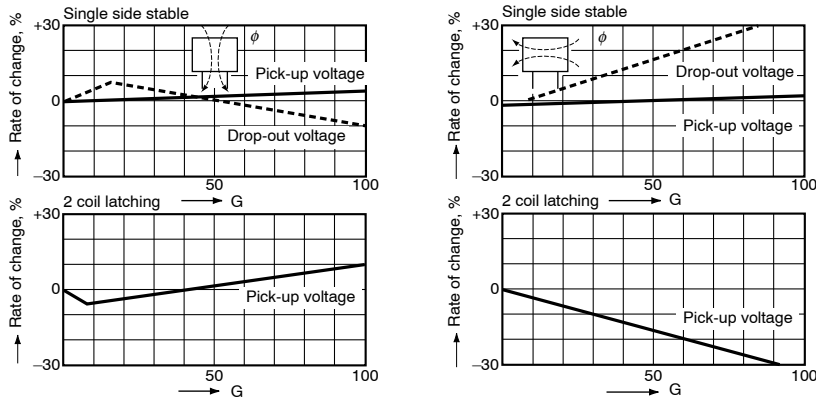 Single side stable
+30
0
–30
Rate of change, %
ϕ
Pick-up voltage
Drop-out voltage
50
100
G
Single side stable
+30
0
–30
Rate of change, %
ϕ
Drop-out voltage
Pick-up voltage
50
100
G
2 coil latching
+30
0
–30
Rate of change, %
Pick-up voltage
50
100
G
2 coil latching
+30
0
–30
Rate of change, %
Pick-up voltage
50
100
G